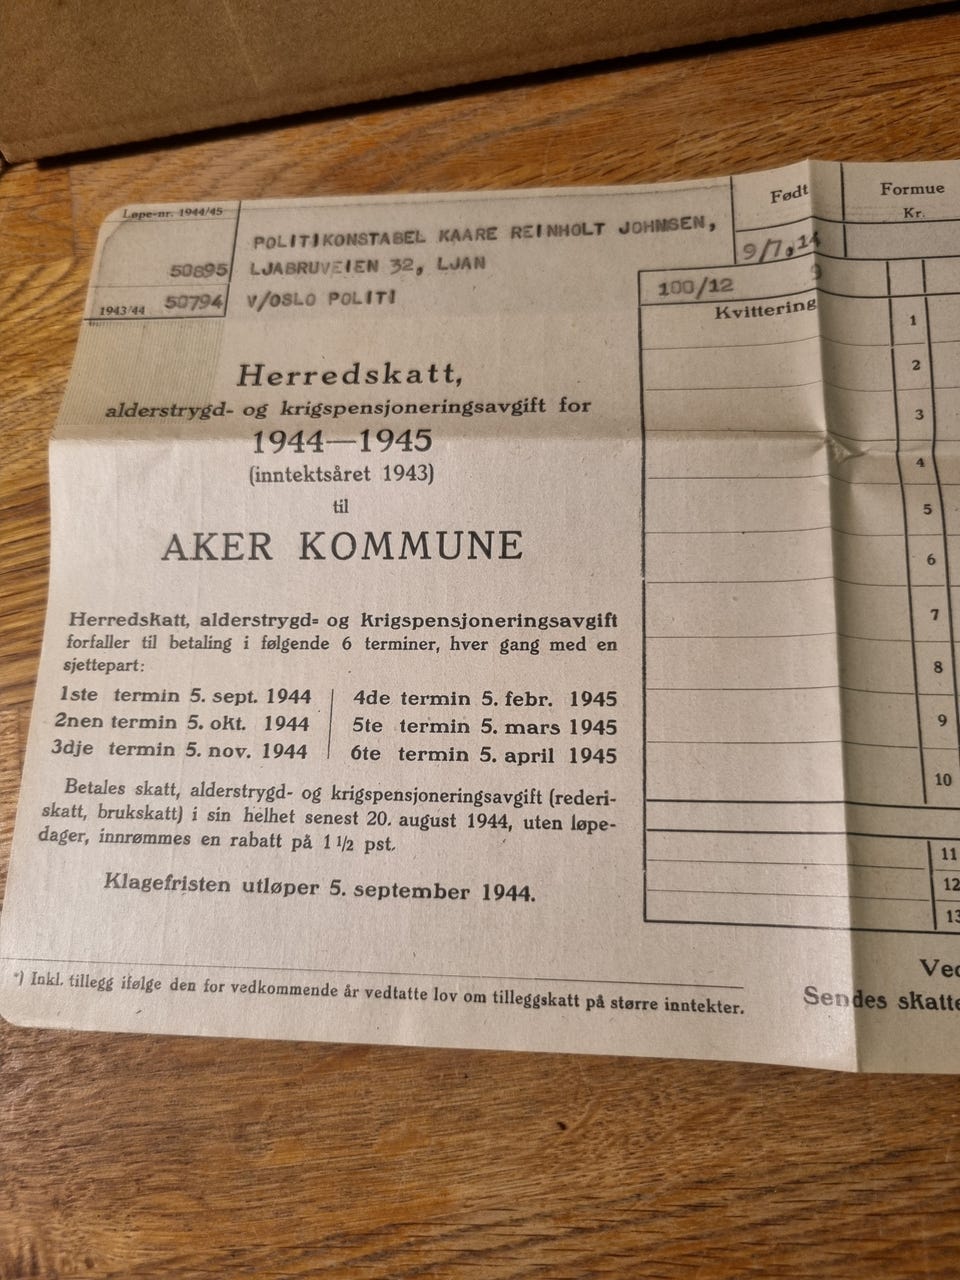 Løpe-nr. 1944/45
50895
1943/44 50794
POLITIKONSTABEL KAARE REINHOLT JOHNSEN,
LJABRUVEIEN 32, LJAN
V/OSLO POLITI
Født
9/7,14
Formue
Kr.
100/12
Kvittering
Herredskatt,
alderstrygd- og krigspensjoneringsavgift for
1944—1945
(inntektsåret 1943)
til
AKER KOMMUNE
Herredskatt, alderstrygd- og krigspensjoneringsavgift
forfaller til betaling i følgende 6 terminer, hver gang med en
sjettepart:
1ste termin 5. sept. 1944
2nen termin 5. okt. 1944
3dje termin 5. nov. 1944
4de termin 5. febr. 1945
5te termin 5. mars 1945
6te termin 5. april 1945
Betales skatt, alderstrygd- og krigspensjoneringsavgift (rederi-
skatt, brukskatt) i sin helhet senest 20. august 1944, uten løpe-
dager, innrømmes en rabatt på 1 1/2 pst.
Klagefristen utløper 5. september 1944.
*) Inkl. tillegg ifølge den for vedkommende år vedtatte lov om tilleggskatt på større inntekter.
1
2
3
4
5
6
7
8
9
10
11
12
13
Ved
Sendes skatte